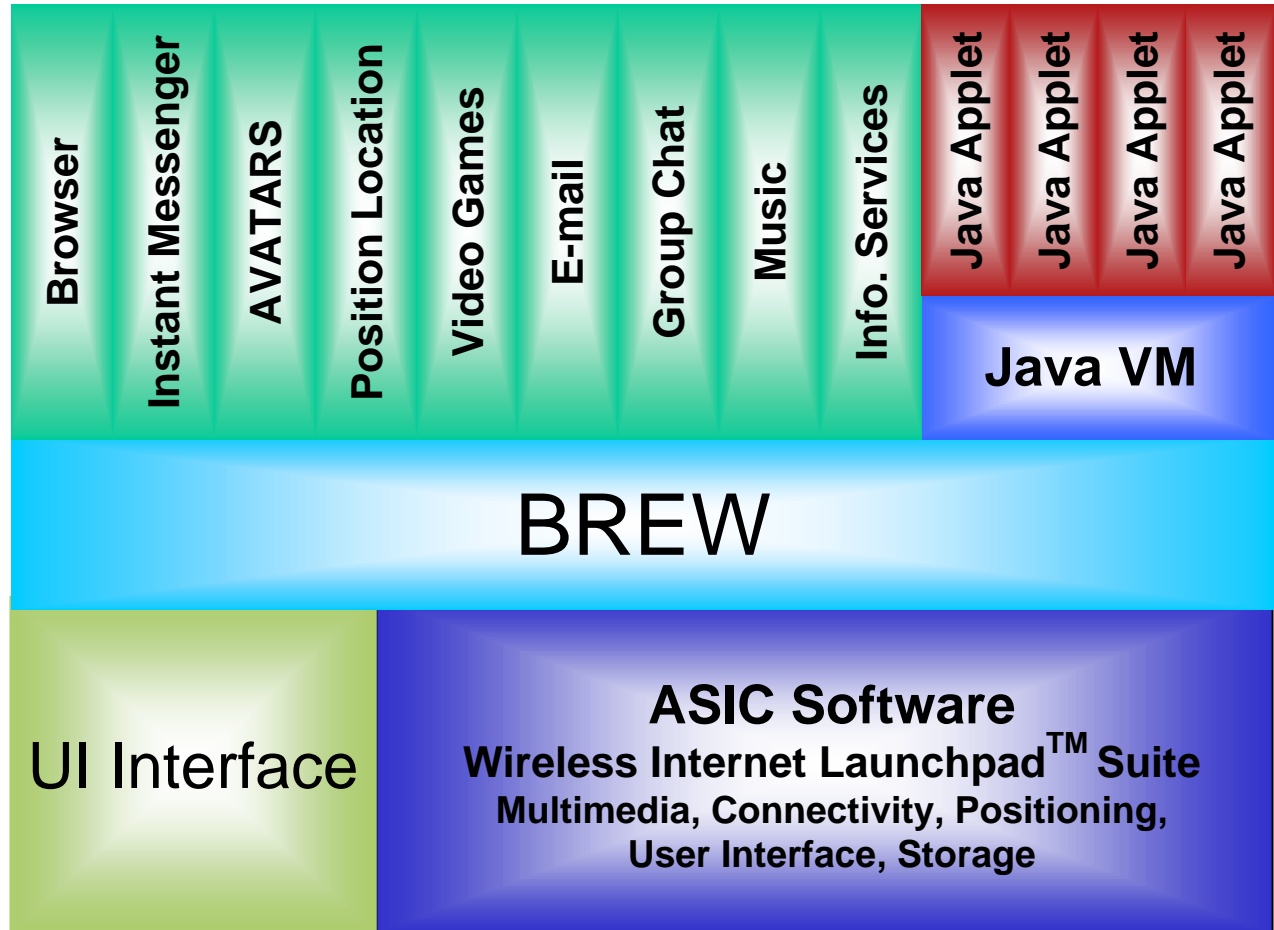 Browser
Instant Messenger
AVATARS
Position Location
Video Games
E-mail
Group Chat
Music
Info. Services
Java Applet
Java Applet
Java Applet
Java Applet
Java VM
BREW
UI Interface
ASIC Software
Wireless Internet Launchpad™ Suite
Multimedia, Connectivity, Positioning,
User Interface, Storage